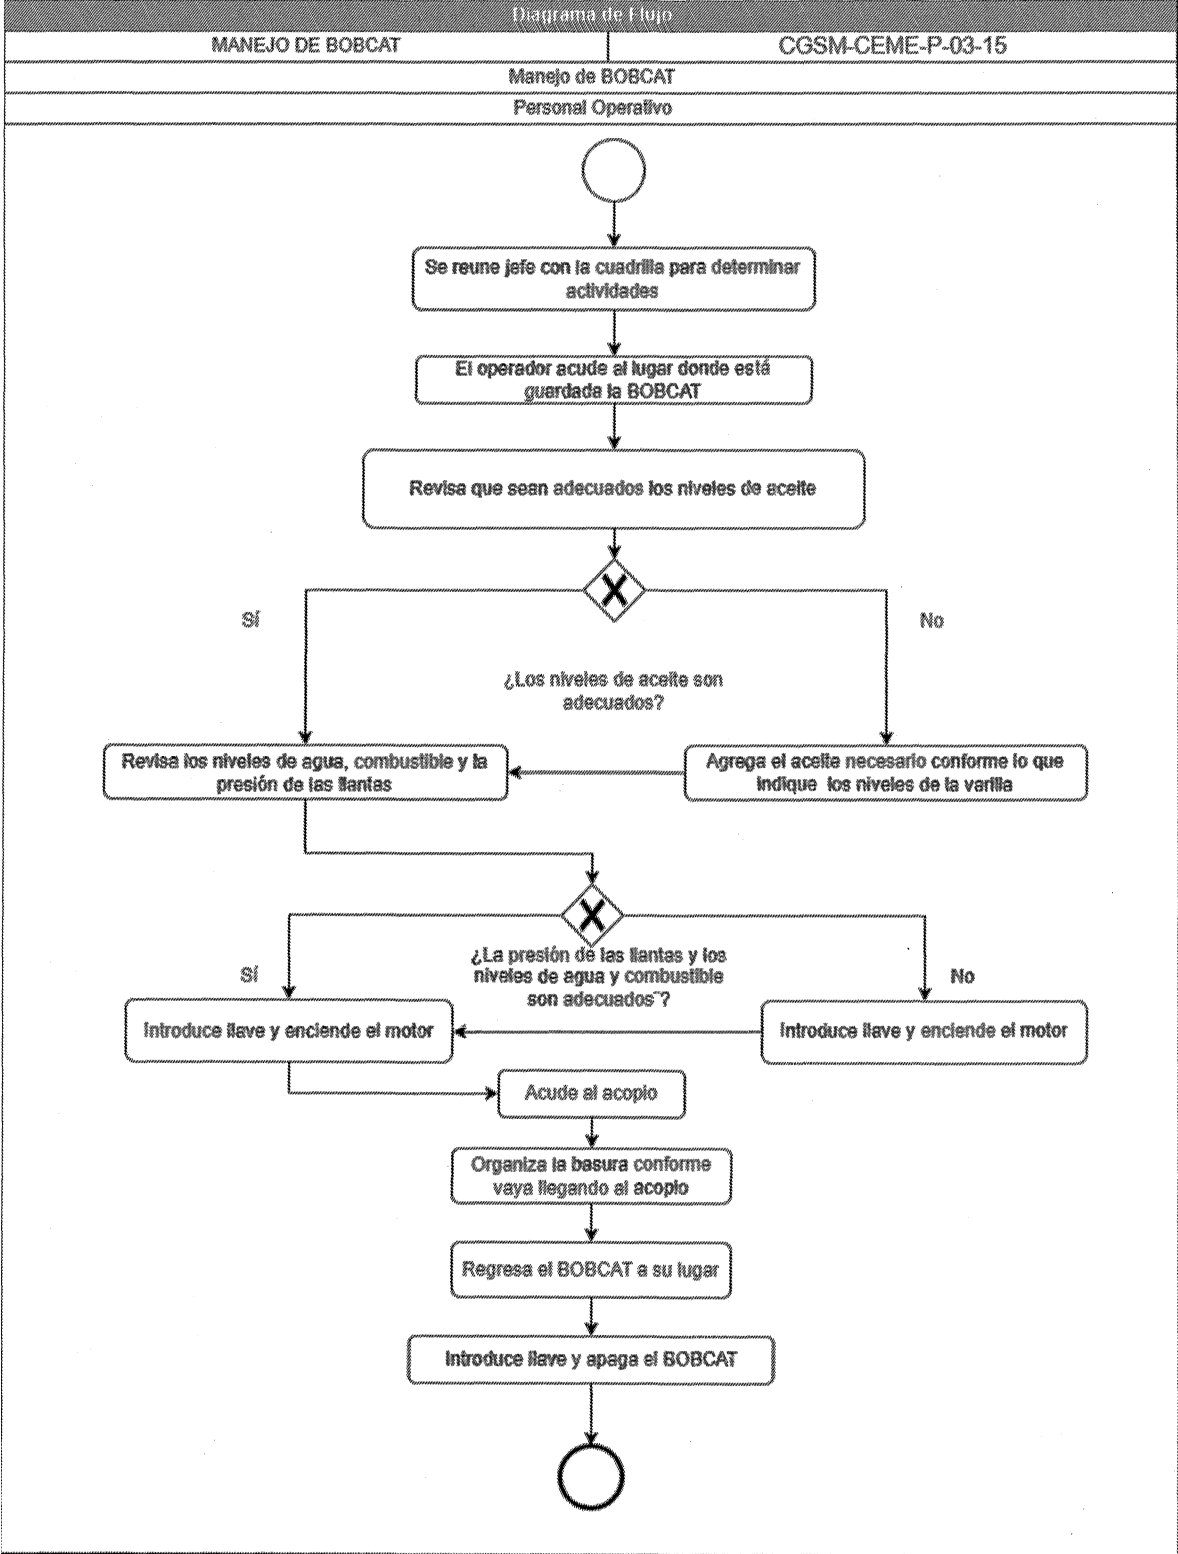 Diagrama de Flujo
MANEJO DE BOBCAT
CGSM-CEME-P-03-15
Manejo de BOBCAT
Personal Operativo
Se reune jefe con la cuadrilla para determinar
actividades
El operador acude al lugar donde está
guardada la BOBCAT
Revisa que sean adecuados los niveles de aceite
Sí
No
¿Los niveles de aceite son
adecuados?
Revisa los niveles de agua, combustible y la
presión de las llantas
Agrega el aceite necesario conforme lo que
indique los niveles de la varilla
¿La presión de las llantas y los
niveles de agua y combustible
son adecuados¨?
Sí
No
Introduce llave y enciende el motor
Introduce llave y enciende el motor
Acude al acopio
Organiza la basura conforme
vaya llegando al acopio
Regresa el BOBCAT a su lugar
Introduce llave y apaga el BOBCAT